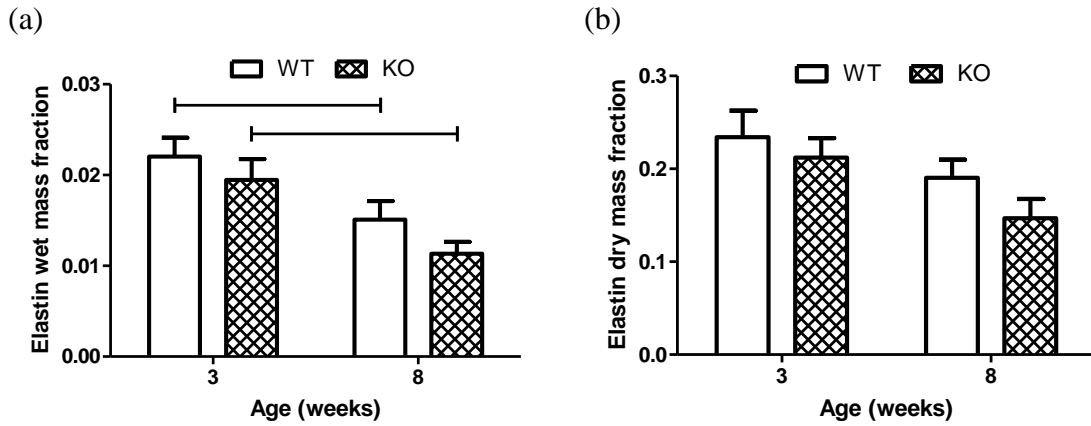 (a)
WT KO
Elastin wet mass fraction
0.03
0.02
0.01
0.00
3 8
Age (weeks)
(b)
WT KO
Elastin dry mass fraction
0.3
0.2
0.1
0.0
3 8
Age (weeks)